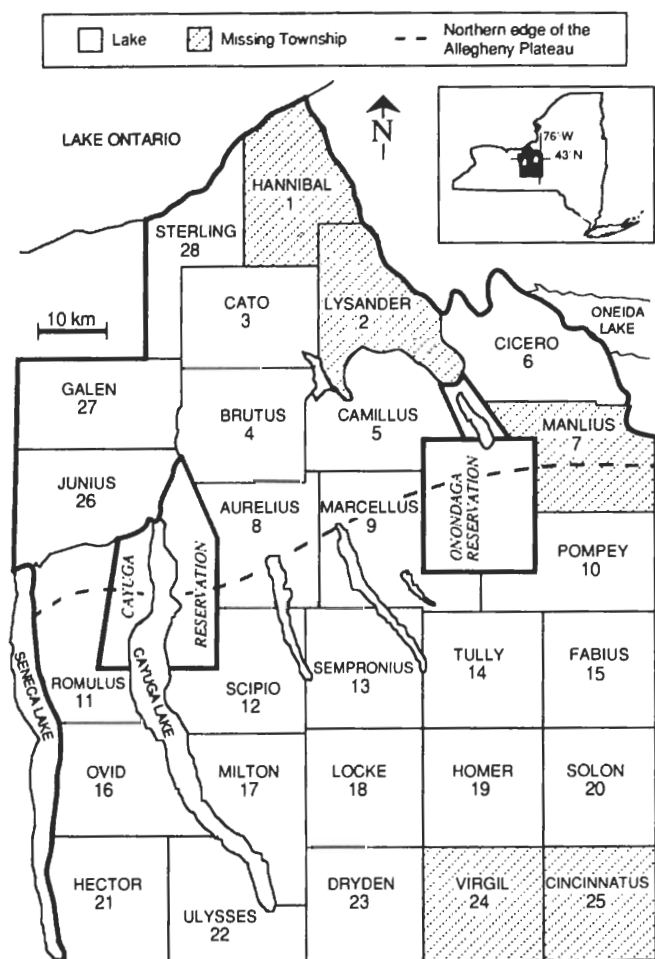 Lake
Missing Township
Northern edge of the
Allegheny Plateau
LAKE ONTARIO
N
76° W
43° N
HANNIBAL
1
STERLING
28
CATO
3
LYSANDER
2
ONEIDA
LAKE
CICERO
6
10 km
GALEN
27
BRUTUS
4
CAMILLUS
5
MANLIUS
7
JUNIUS
26
AURELIUS
8
MARCELLUS
9
ONONDAGA
RESERVATION
POMPEY
10
CAYUGA
RESERVATION
SENECA LAKE
CAYUGA LAKE
ROMULUS
11
SCIPIO
12
SEMPRONIUS
13
TULLY
14
FABIUS
15
OVID
16
MILTON
17
LOCKE
18
HOMER
19
SOLON
20
HECTOR
21
ULYSSES
22
DRYDEN
23
VIRGIL
24
CINCINNATUS
25